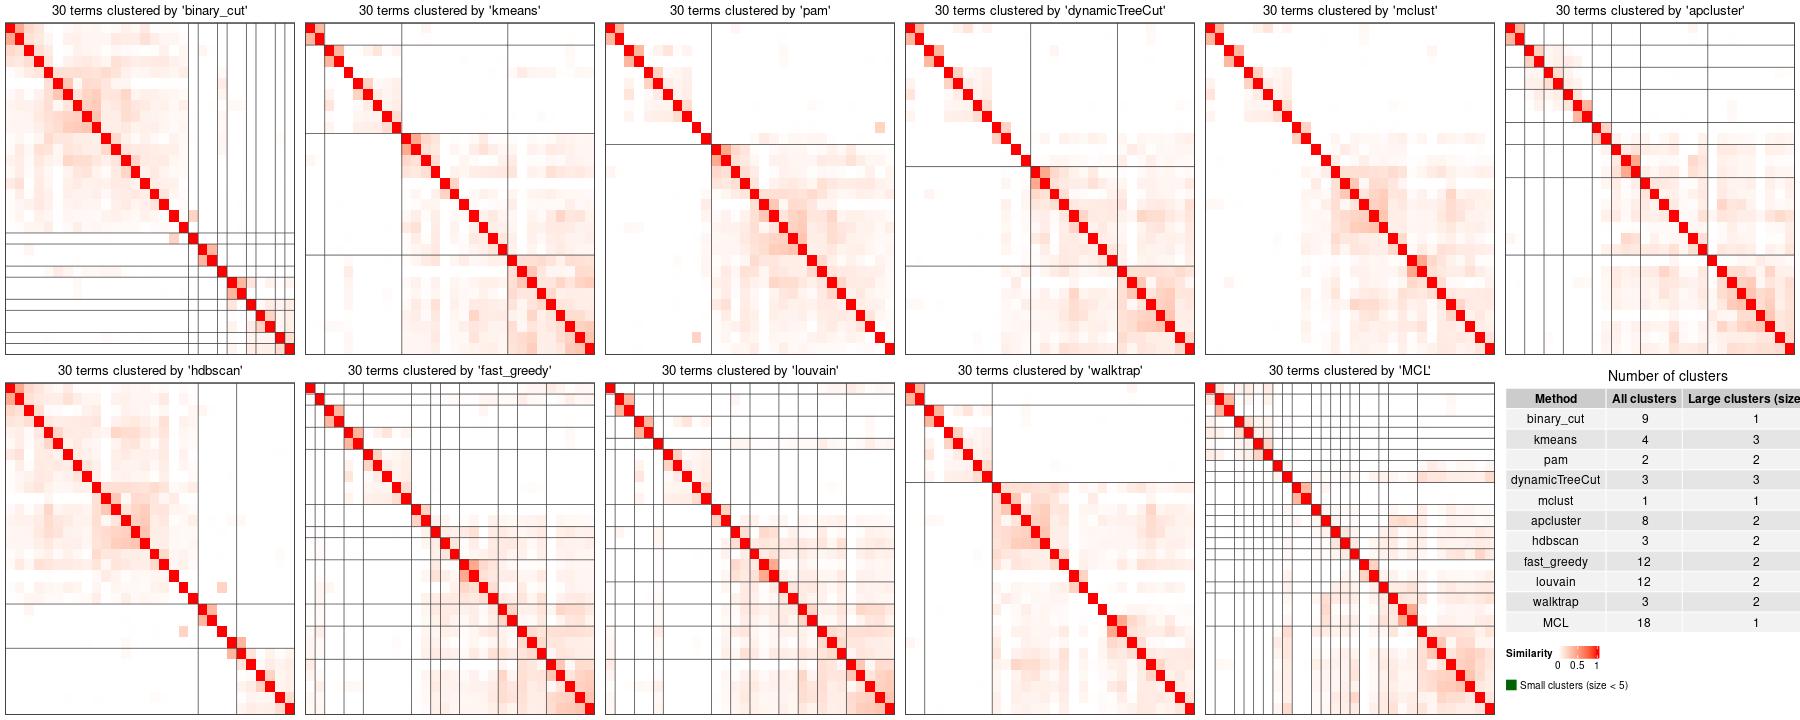 30 terms clustered by 'binary_cut'
30 terms clustered by 'kmeans'
30 terms clustered by 'pam'
30 terms clustered by 'dynamicTreeCut'
30 terms clustered by 'mclust'
30 terms clustered by 'apcluster'
30 terms clustered by 'hdbscan'
30 terms clustered by 'fast_greedy'
30 terms clustered by 'louvain'
30 terms clustered by 'walktrap'
30 terms clustered by 'MCL'
Number of clusters
Method All clusters Large clusters (size
binary_cut 9 1
kmeans 4 3
pam 2 2
dynamicTreeCut 3 3
mclust 1 1
apcluster 8 2
hdbscan 3 2
fast_greedy 12 2
louvain 12 2
walktrap 3 2
MCL 18 1
Similarity
0 0.5 1
Small clusters (size < 5)